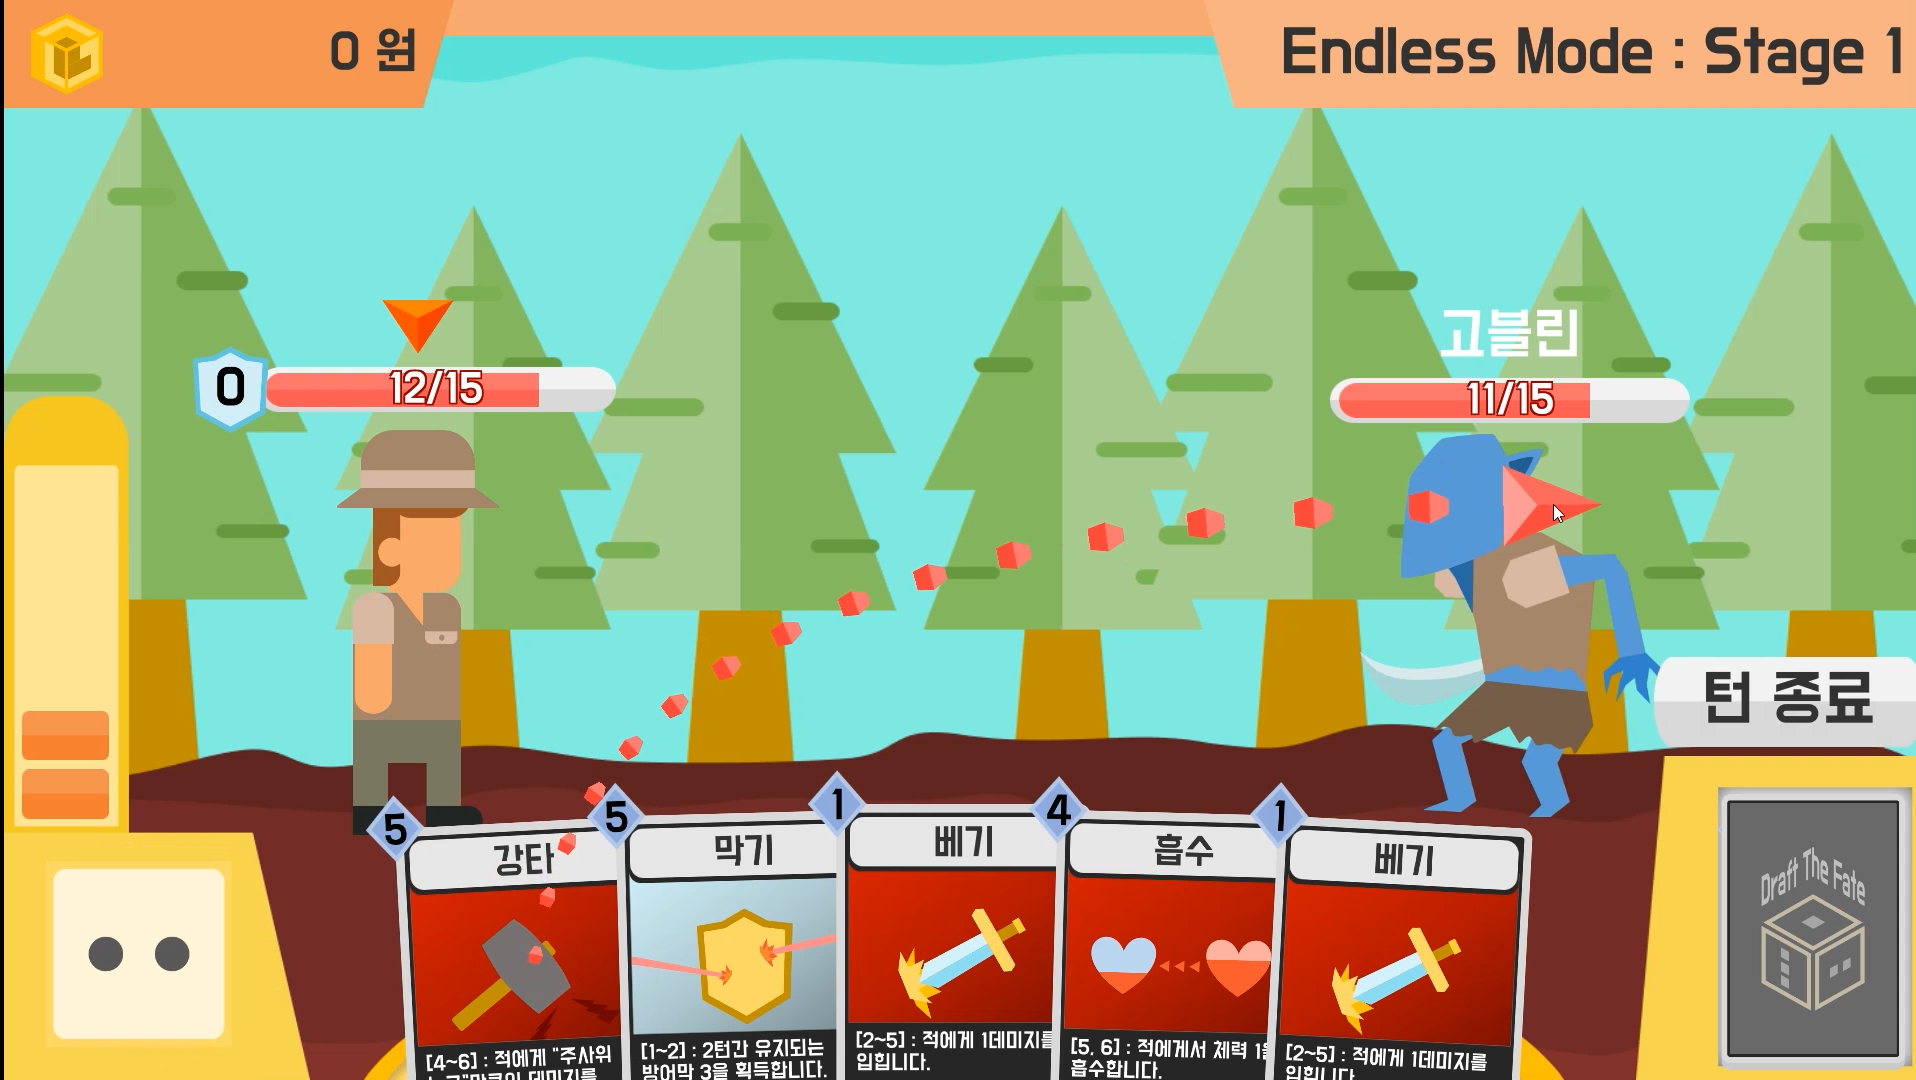 0 원
Endless Mode : Stage 1
고블린
0
12/15
11/15
턴 종료
5
5
1
4
1
강타
막기
베기
흡수
베기
Draft The Fate
[4~6] : 적에게 "주사위
[1~2] : 2턴간 유지되는
방어막 3을 획득합니다.
[2~5] : 적에게 1데미지를
입힙니다.
[5, 6] : 적에게서 체력 1을
흡수합니다.
[2~5] : 적에게 1데미지를
입힙니다.